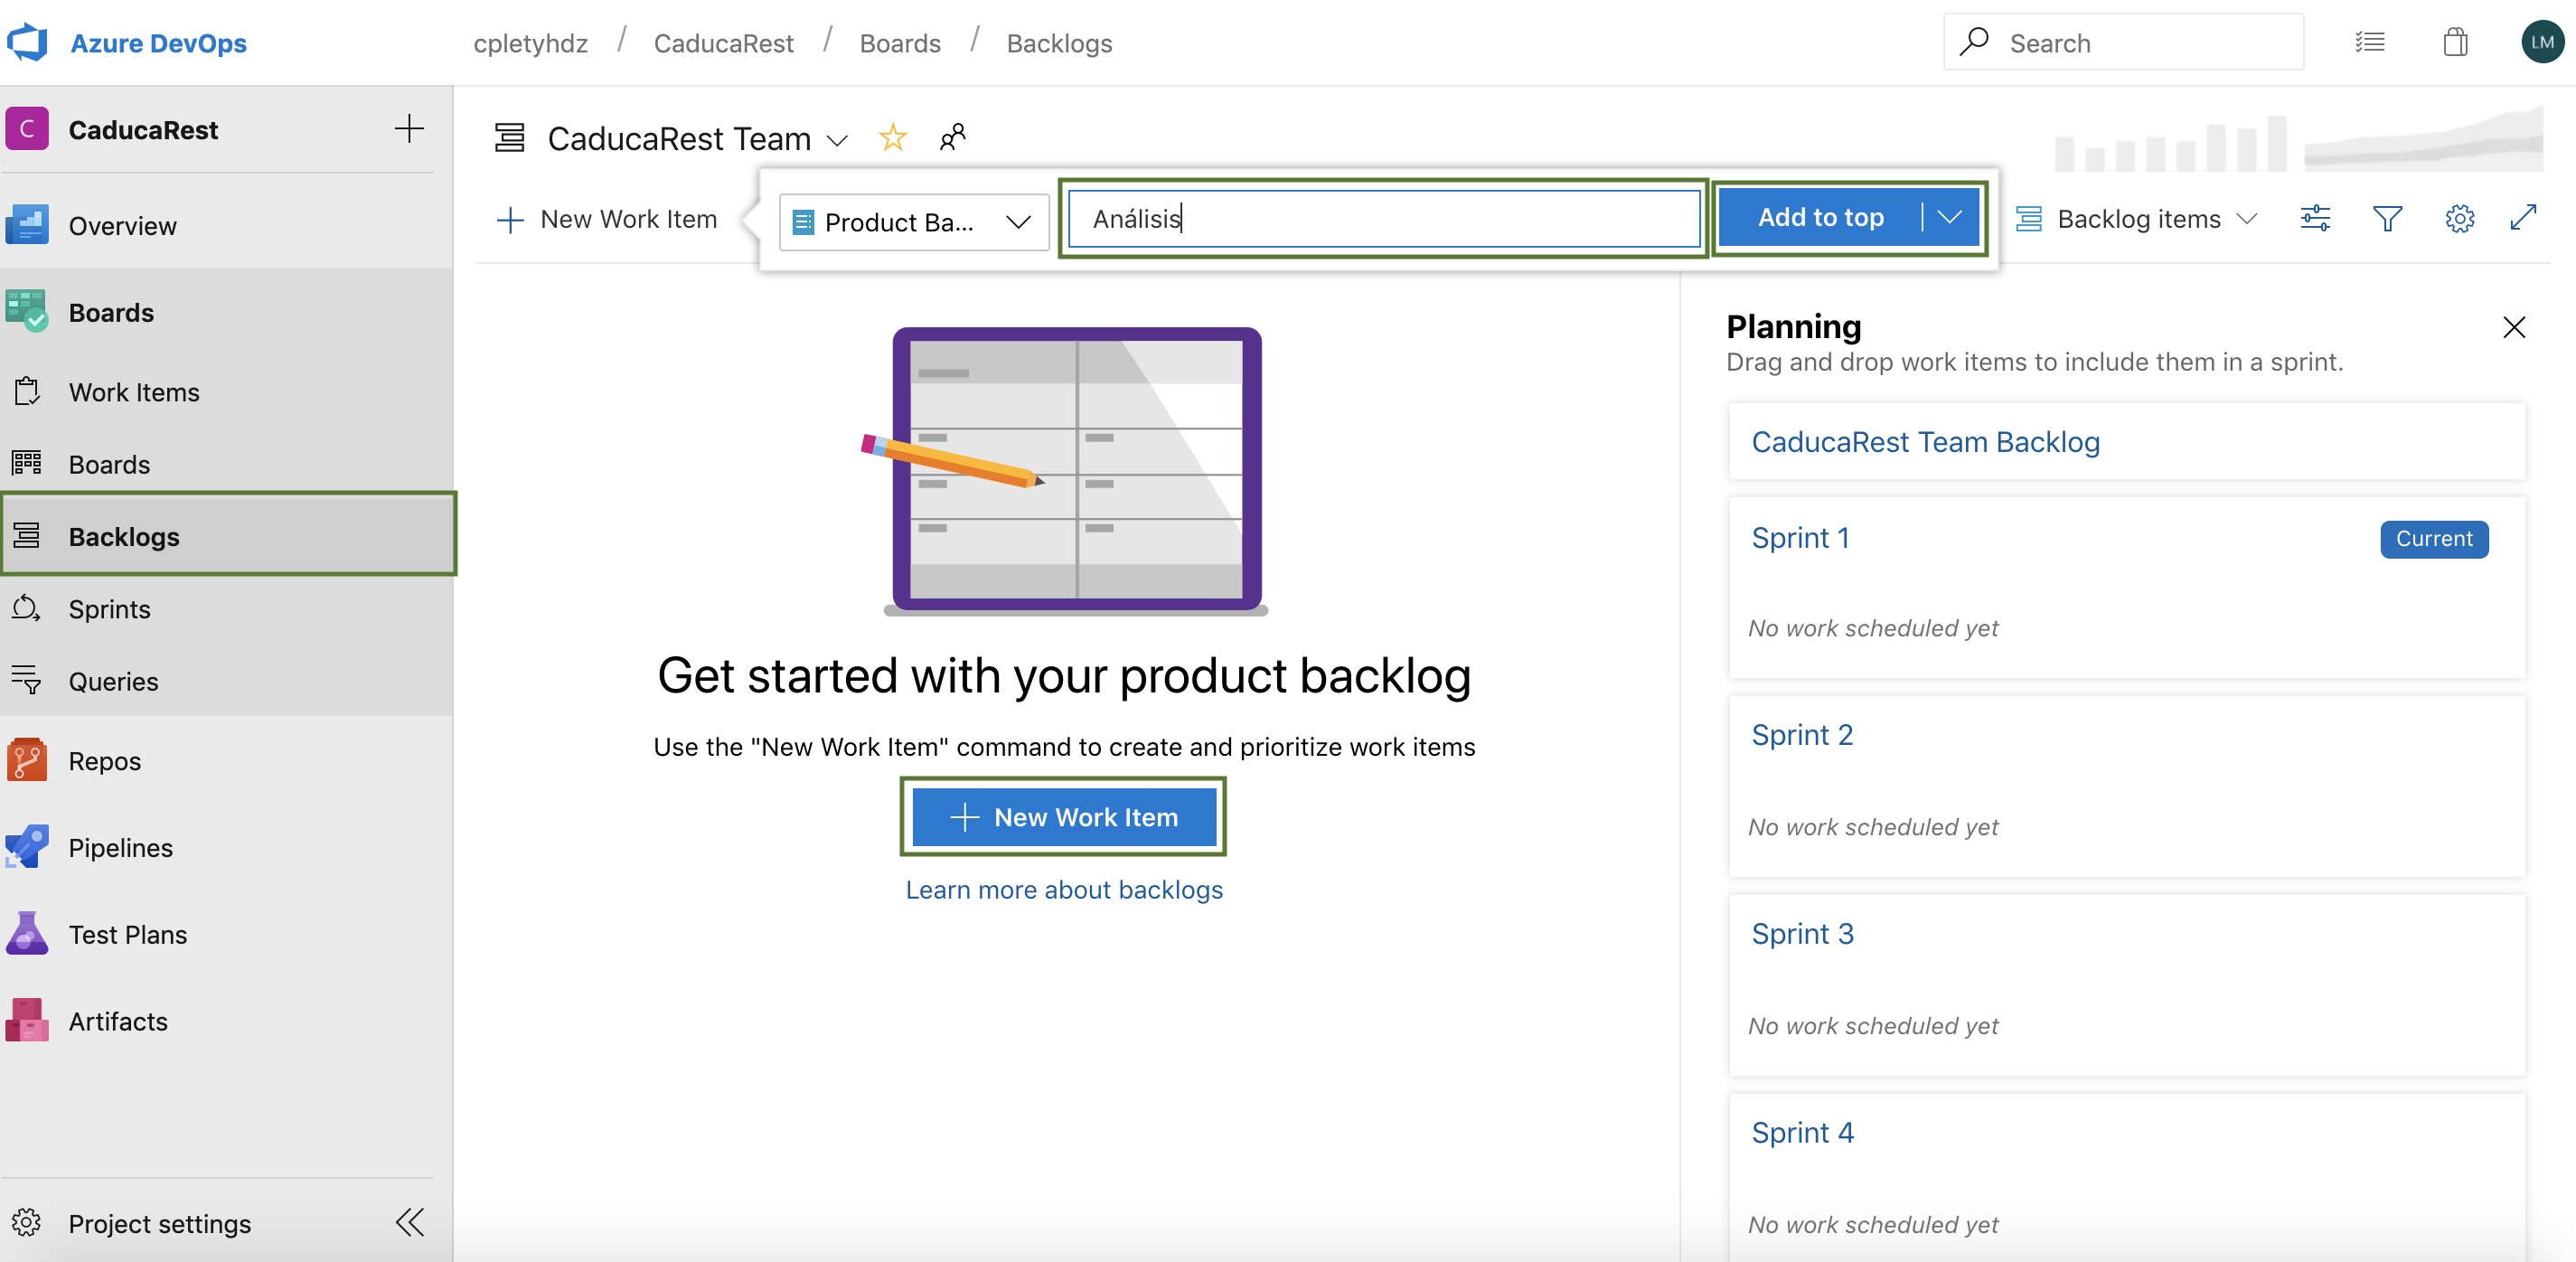 Azure DevOps
cpletyhdz / CaducaRest / Boards / Backlogs
Search
LM
C
CaducaRest
Overview
Boards
Work Items
Boards
Backlogs
Sprints
Queries
Repos
Pipelines
Test Plans
Artifacts
Project settings
CaducaRest Team
New Work Item
Product Ba...
Análisis
Add to top
Backlog items
Get started with your product backlog
Use the "New Work Item" command to create and prioritize work items
New Work Item
Learn more about backlogs
Planning
Drag and drop work items to include them in a sprint.
CaducaRest Team Backlog
Sprint 1
Current
No work scheduled yet
Sprint 2
No work scheduled yet
Sprint 3
No work scheduled yet
Sprint 4
No work scheduled yet